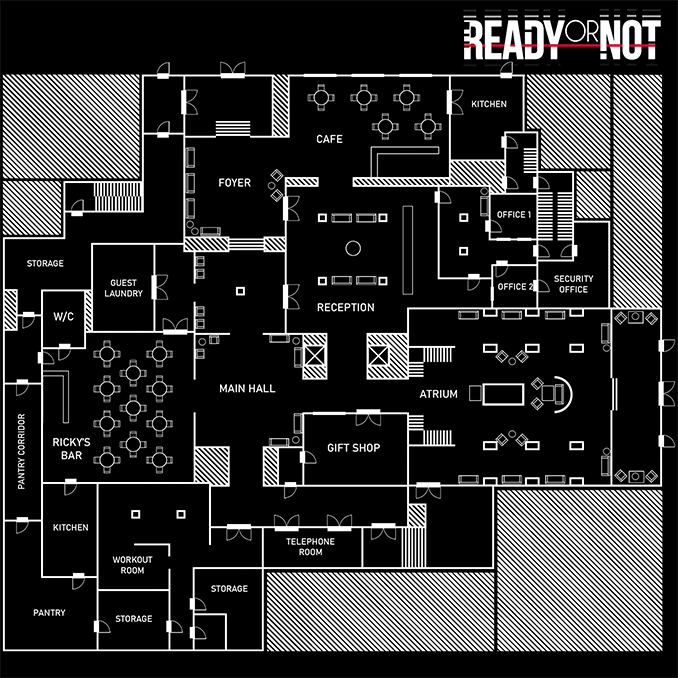 READY OR NOT
KITCHEN
CAFE
FOYER
OFFICE 1
STORAGE
GUEST
LAUNDRY
OFFICE 2
SECURITY
OFFICE
W/C
RECEPTION
MAIN HALL
ATRIUM
RICKY'S
BAR
GIFT SHOP
PANTRY CORRIDOR
KITCHEN
TELEPHONE
ROOM
WORKOUT
ROOM
STORAGE
PANTRY
STORAGE